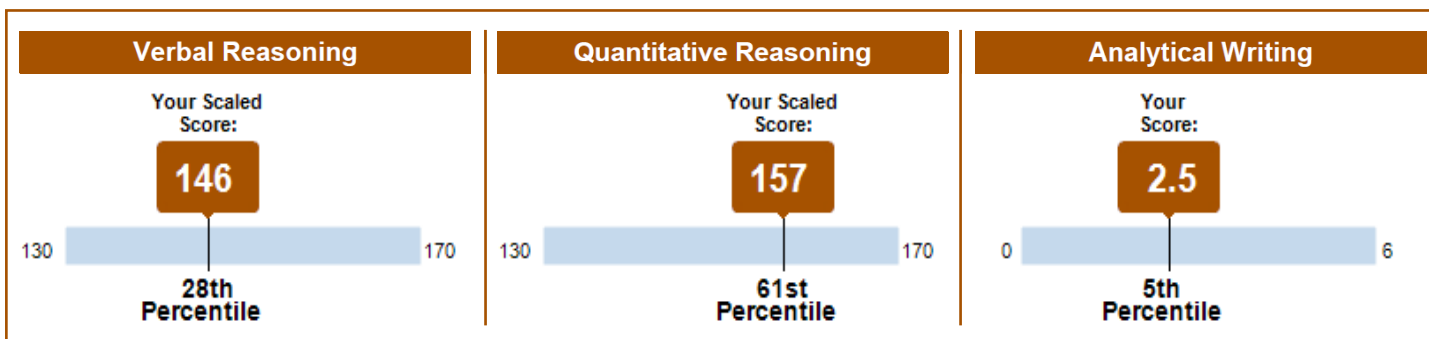 Verbal Reasoning
Your Scaled
Score:
146
130
170
28th
Percentile
Quantitative Reasoning
Your Scaled
Score:
157
130
170
61st
Percentile
Analytical Writing
Your
Score:
2.5
0
6
5th
Percentile